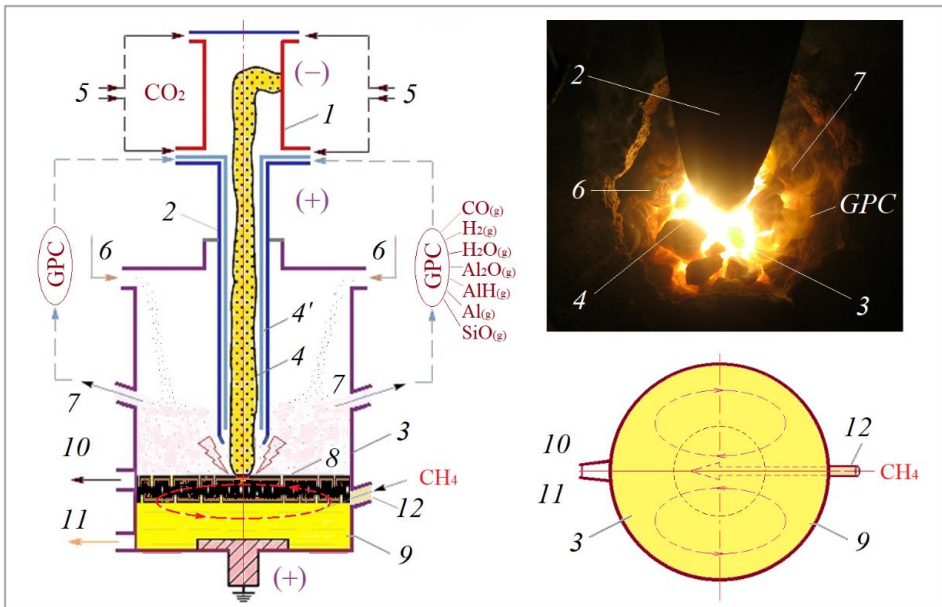 5
CO₂
(−)
5
1
2
(+)
GPC
6
6
GPC
CO(g)
H₂(g)
H₂O(g)
Al₂O(g)
AlH(g)
Al(g)
SiO(g)
4'
4
7
7
3
10
8
CH₄
12
11
9
(+)
2
7
6
GPC
4
3
10
12
CH₄
11
3
9